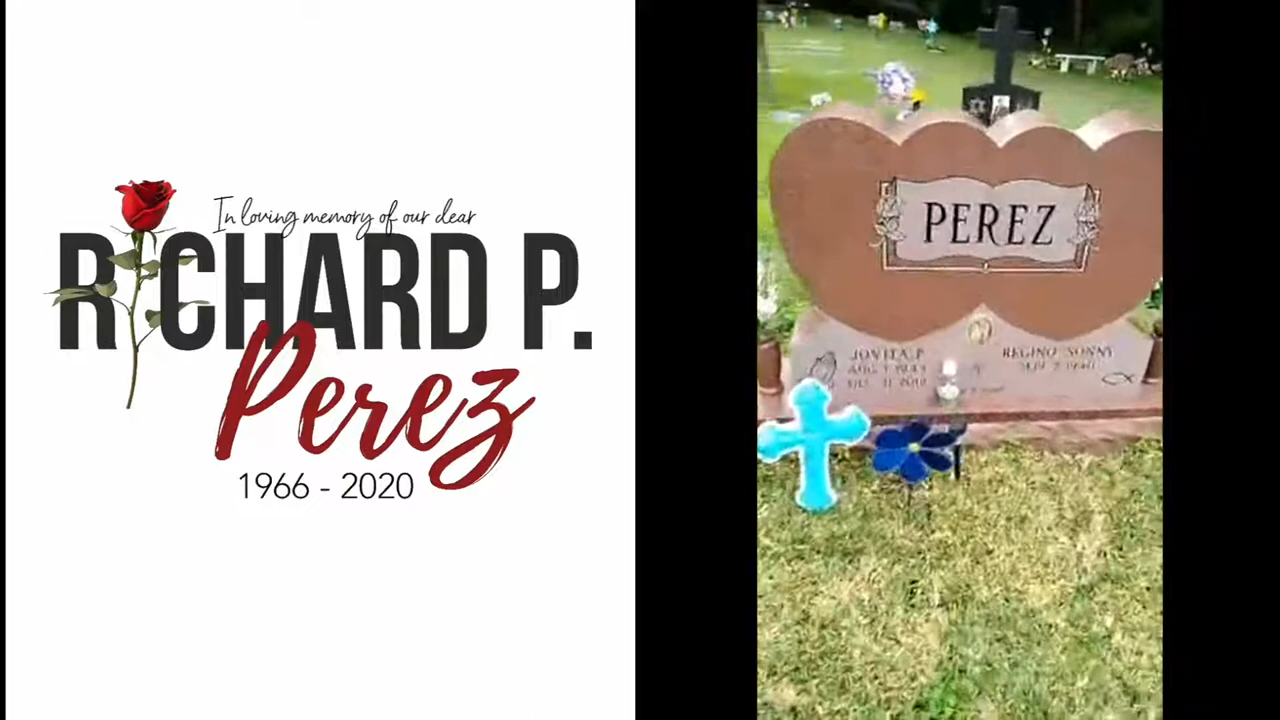 In loving memory of our dear
RICHARD P.
Perez
1966 - 2020
PEREZ
JOVITA P.
REGINO SONNY